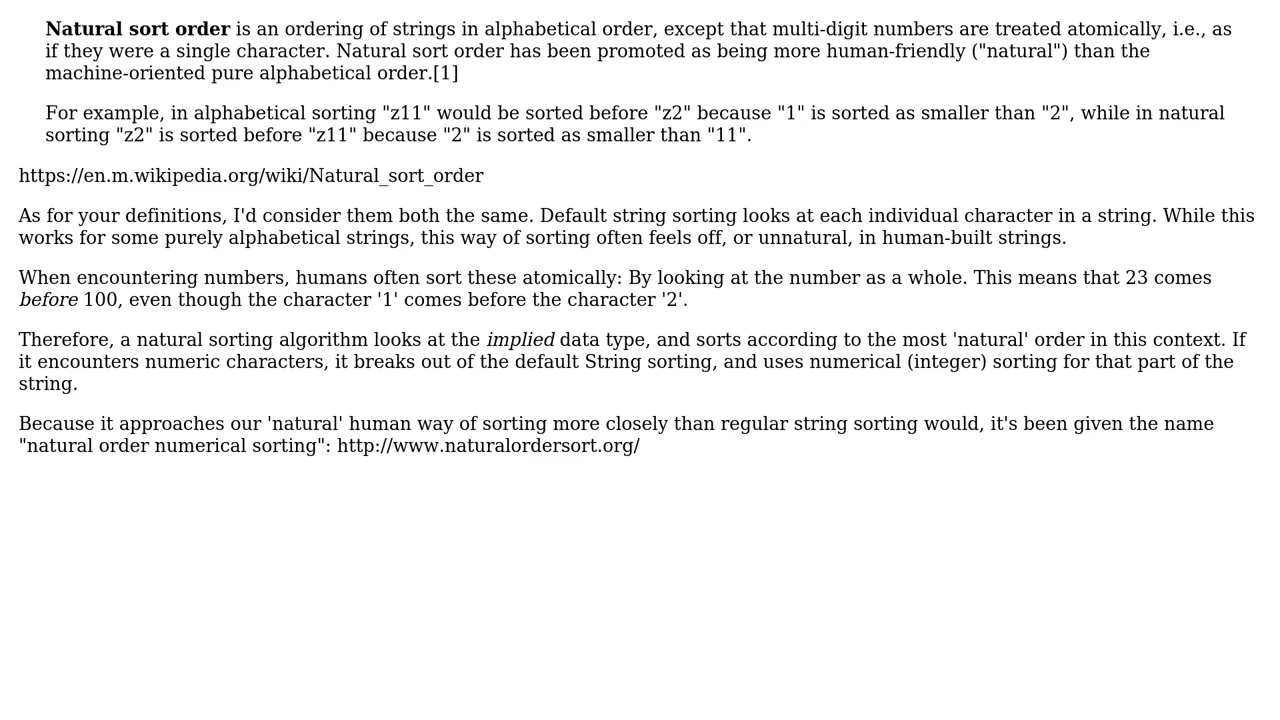 Natural sort order is an ordering of strings in alphabetical order, except that multi-digit numbers are treated atomically, i.e., as
if they were a single character. Natural sort order has been promoted as being more human-friendly ("natural") than the
machine-oriented pure alphabetical order.[1]
For example, in alphabetical sorting "z11" would be sorted before "z2" because "1" is sorted as smaller than "2", while in natural
sorting "z2" is sorted before "z11" because "2" is sorted as smaller than "11".
https://en.m.wikipedia.org/wiki/Natural_sort_order
As for your definitions, I'd consider them both the same. Default string sorting looks at each individual character in a string. While this
works for some purely alphabetical strings, this way of sorting often feels off, or unnatural, in human-built strings.
When encountering numbers, humans often sort these atomically: By looking at the number as a whole. This means that 23 comes
before 100, even though the character '1' comes before the character '2'.
Therefore, a natural sorting algorithm looks at the implied data type, and sorts according to the most 'natural' order in this context. If
it encounters numeric characters, it breaks out of the default String sorting, and uses numerical (integer) sorting for that part of the
string.
Because it approaches our 'natural' human way of sorting more closely than regular string sorting would, it's been given the name
"natural order numerical sorting": http://www.naturalordersort.org/